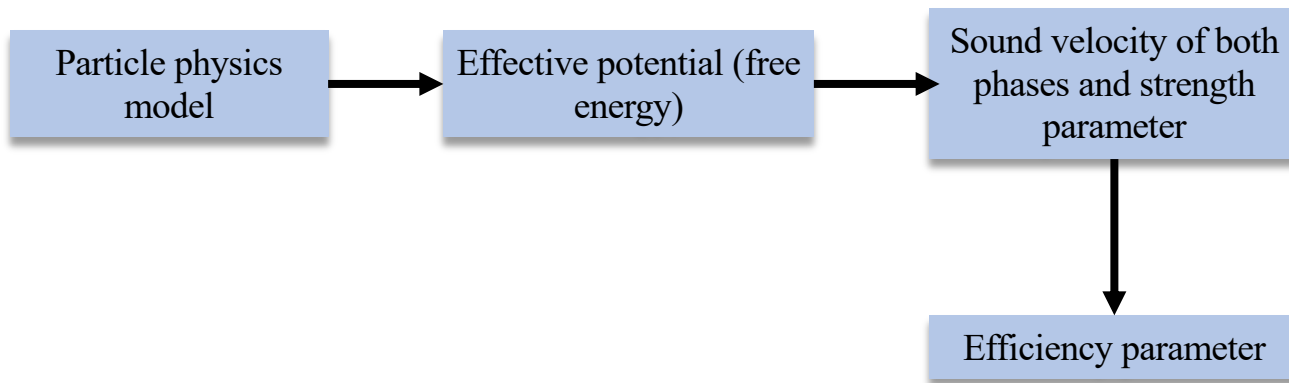 Particle physics
model
Effective potential (free
energy)
Sound velocity of both
phases and strength
parameter
Efficiency parameter